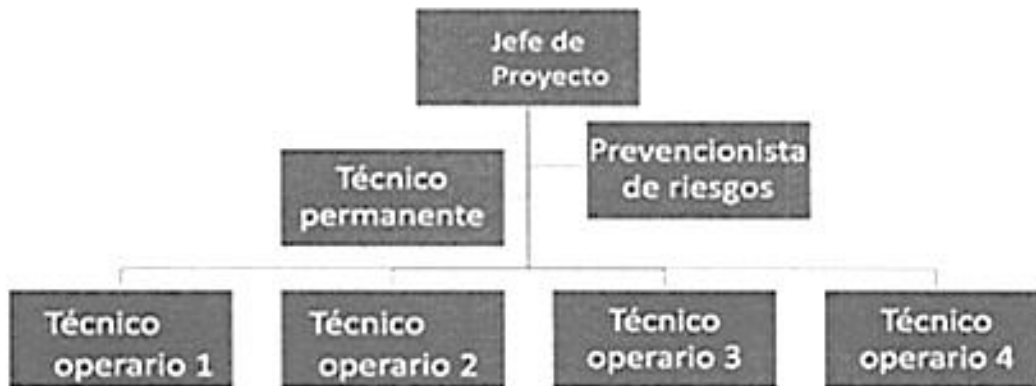 Jefe de
Proyecto
Prevencionista
de riesgos
Técnico
permanente
Técnico
operario 1
Técnico
operario 2
Técnico
operario 3
Técnico
operario 4